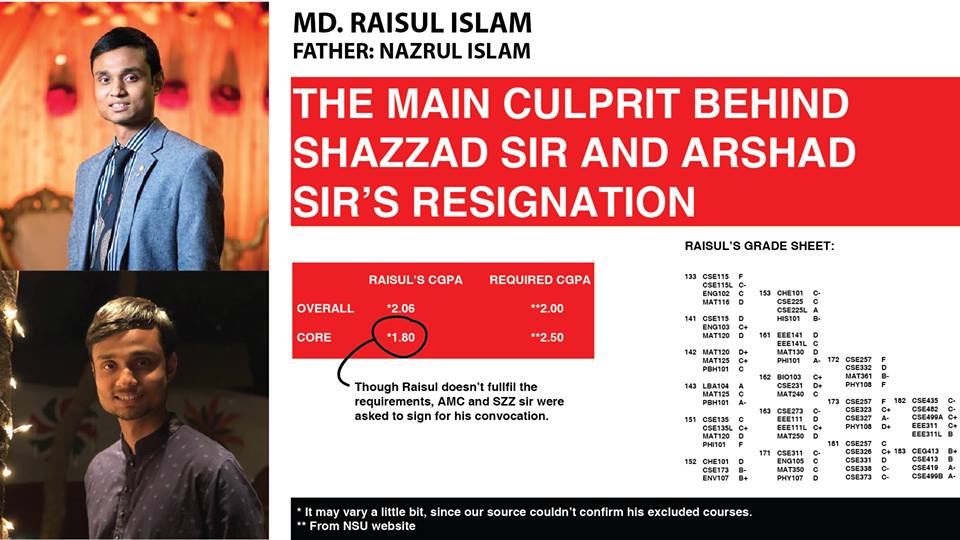 MD. RAISUL ISLAM
FATHER: NAZRUL ISLAM
THE MAIN CULPRIT BEHIND
SHAZZAD SIR AND ARSHAD
SIR'S RESIGNATION
RAISUL'S CGPA REQUIRED CGPA
OVERALL *2.06 **2.00
CORE *1.80 **2.50
Though Raisul doesn't fullfil the
requirements, AMC and SZZ sir were
asked to sign for his convocation.
RAISUL'S GRADE SHEET:
133 CSE115 F
CSE115L C-
ENG102 C
MAT116 D
141 CSE115 D
ENG103 C+
MAT120 D
142 MAT120 D+
MAT125 C+
PBH101 C
143 LBA104 A
MAT125 C
PBH101 A-
151 CSE135 C
CSE135L C+
MAT120 D
PHI101 F
152 CHE101 D
CSE173 B-
ENV107 B+
153 CHE101 C-
CSE225 C
CSE225L A
HIS101 B-
161 EEE141 D
EEE141L C
MAT130 D
PHI101 A-
162 BIO103 C+
CSE231 D+
MAT240 C
163 CSE273 C-
EEE111 D
EEE111L C+
MAT250 D
171 CSE311 C-
ENG105 C
MAT350 C
PHY107 D
172 CSE257 F
CSE332 D
MAT361 B-
PHY108 F
173 CSE257 F
CSE323 C+
CSE327 A-
PHY108 D+
181 CSE257 C
CSE326 C+
CSE331 D
CSE338 C-
CSE373 C-
182 CSE435 C-
CSE482 C-
CSE499A C+
EEE311 C+
EEE311L B
183 CEG413 B+
CSE413 B
CSE419 A-
CSE499B A-
* It may vary a little bit, since our source couldn't confirm his excluded courses.
** From NSU website